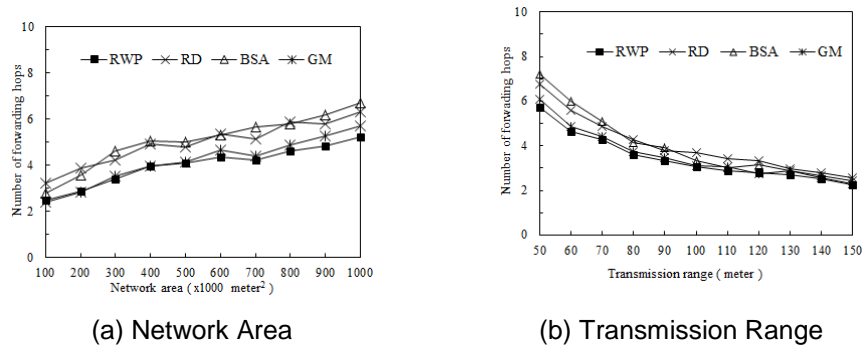 10
8
6
4
2
0
Number of forwarding hops
RWP RD BSA GM
100 200 300 400 500 600 700 800 900 1000
Network area ( x1000 meter²)
(a) Network Area
10
8
6
4
2
0
Number of forwading hops
RWP RD BSA GM
50 60 70 80 90 100 110 120 130 140 150
Transmission range ( meter )
(b) Transmission Range